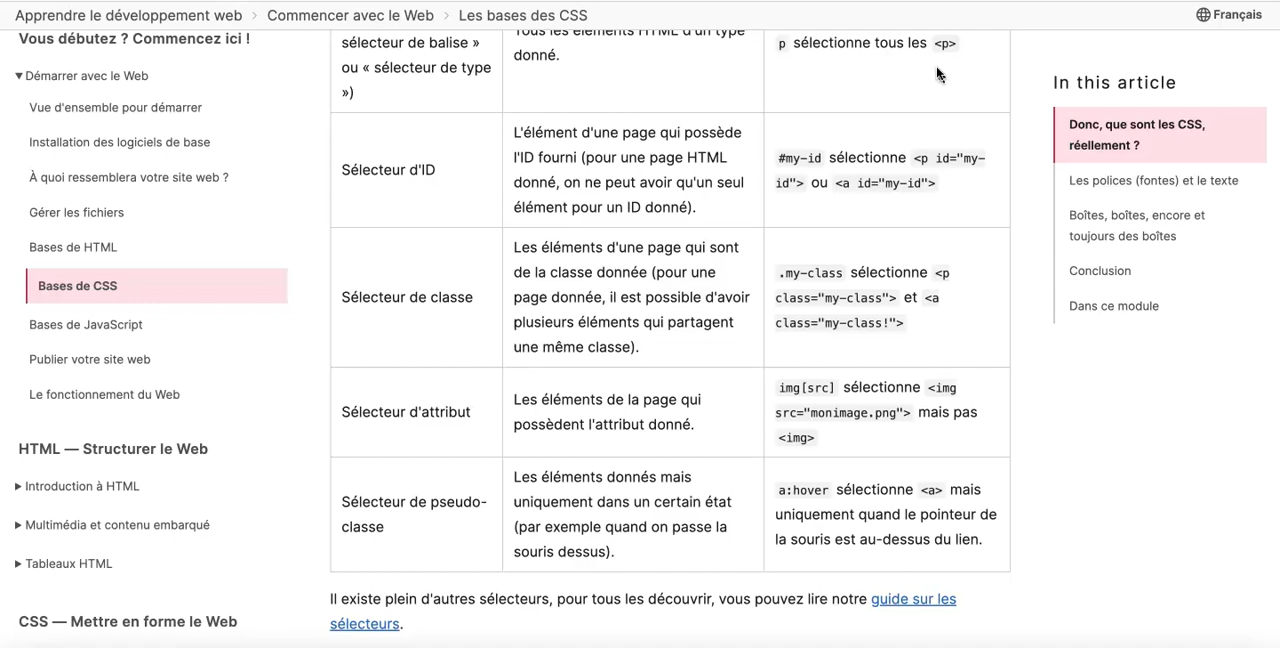 Apprendre le développement web > Commencer avec le Web > Les bases des CSS
Français
Vous débutez ? Commencez ici !
▼ Démarrer avec le Web
Vue d'ensemble pour démarrer
Installation des logiciels de base
À quoi ressemblera votre site web ?
Gérer les fichiers
Bases de HTML
Bases de CSS
Bases de JavaScript
Publier votre site web
Le fonctionnement du Web
HTML — Structurer le Web
▶ Introduction à HTML
▶ Multimédia et contenu embarqué
▶ Tableaux HTML
CSS — Mettre en forme le Web
sélecteur de balise »
ou « sélecteur de type
»)
Tous les éléments HTML d'un type
donné.
p sélectionne tous les <p>
Sélecteur d'ID
L'élément d'une page qui possède
l'ID fourni (pour une page HTML
donné, on ne peut avoir qu'un seul
élément pour un ID donné).
#my-id sélectionne <p id="my-
id"> ou <a id="my-id">
Sélecteur de classe
Les éléments d'une page qui sont
de la classe donnée (pour une
page donnée, il est possible d'avoir
plusieurs éléments qui partagent
une même classe).
.my-class sélectionne <p
class="my-class"> et <a
class="my-class!">
Sélecteur d'attribut
Les éléments de la page qui
possèdent l'attribut donné.
img[src] sélectionne <img
src="monimage.png"> mais pas
<img>
Sélecteur de pseudo-
classe
Les éléments donnés mais
uniquement dans un certain état
(par exemple quand on passe la
souris dessus).
a:hover sélectionne <a> mais
uniquement quand le pointeur de
la souris est au-dessus du lien.
Il existe plein d'autres sélecteurs, pour tous les découvrir, vous pouvez lire notre guide sur les
sélecteurs.
In this article
Donc, que sont les CSS,
réellement ?
Les polices (fontes) et le texte
Boîtes, boîtes, encore et
toujours des boîtes
Conclusion
Dans ce module